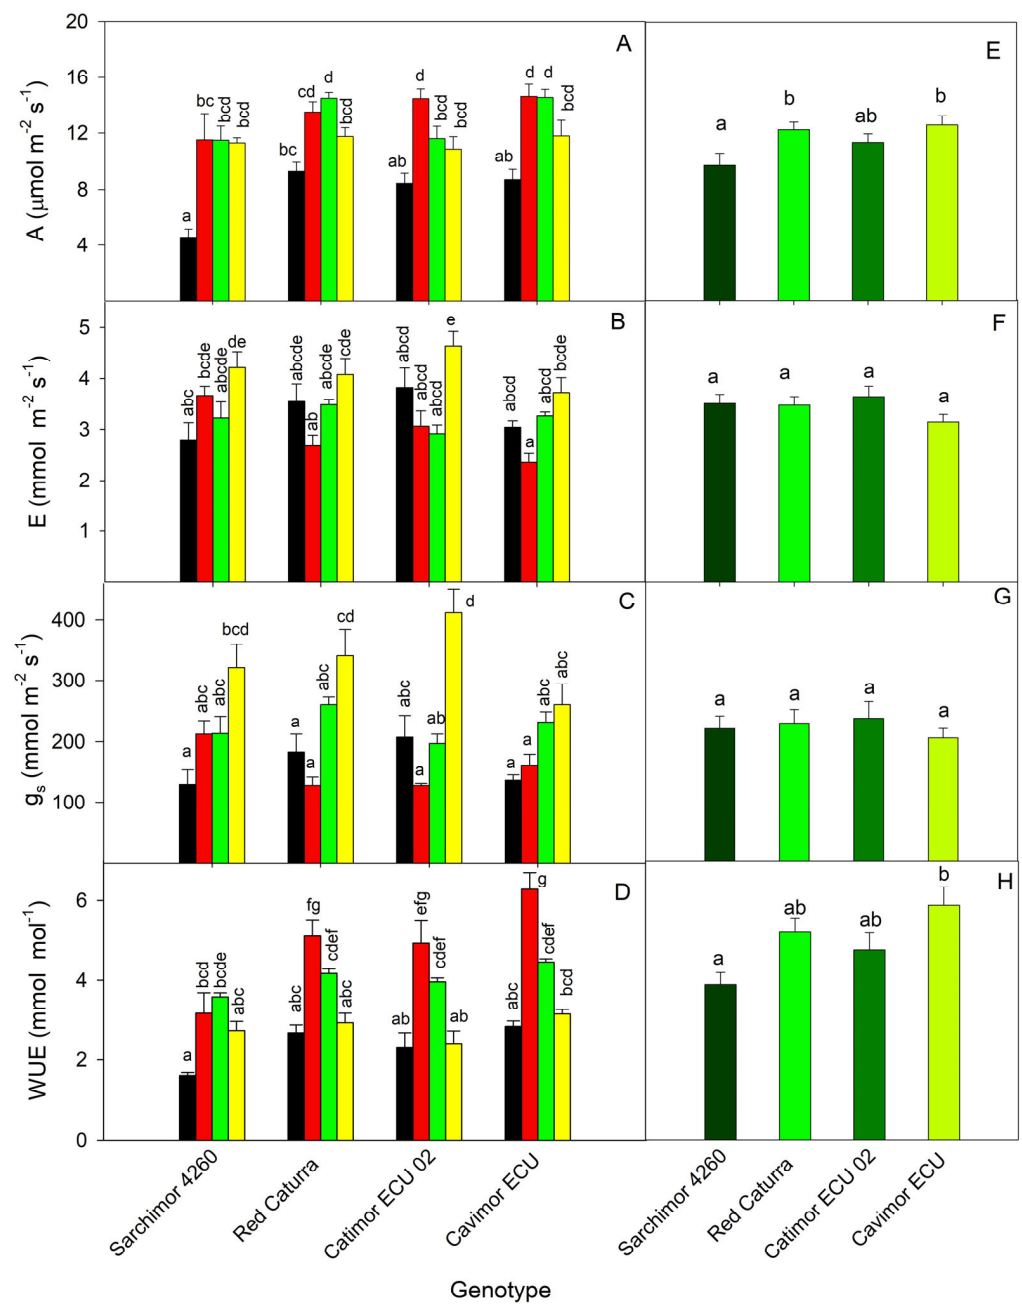 A
20
16
12
8
4
A (μmol m-2 s-1)
a
bc
bcd
bcd
bc
cd
d
bcd
ab
d
bcd
bcd
ab
d
d
bcd
E
a
b
ab
b
B
5
4
3
2
1
E (mmol m-2 s-1)
abc
bcde
abcde
de
abcde
ab
abcde
cde
abcd
abcd
abcd
e
abcd
a
abcd
bcde
F
a
a
a
a
C
400
300
200
100
gs (mmol m-2 s-1)
a
abc
abc
bcd
a
a
abc
cd
abc
a
ab
d
a
a
abc
abc
G
a
a
a
a
D
6
4
2
0
WUE (mmol mol-1)
a
bcd
bcde
abc
abc
fg
cdef
abc
ab
efg
cdef
ab
abc
g
cdef
bcd
H
a
ab
ab
b
Sarchimor 4260
Red Caturra
Catimor ECU 02
Cavimor ECU
Sarchimor 4260
Red Caturra
Catimor ECU 02
Cavimor ECU
Genotype